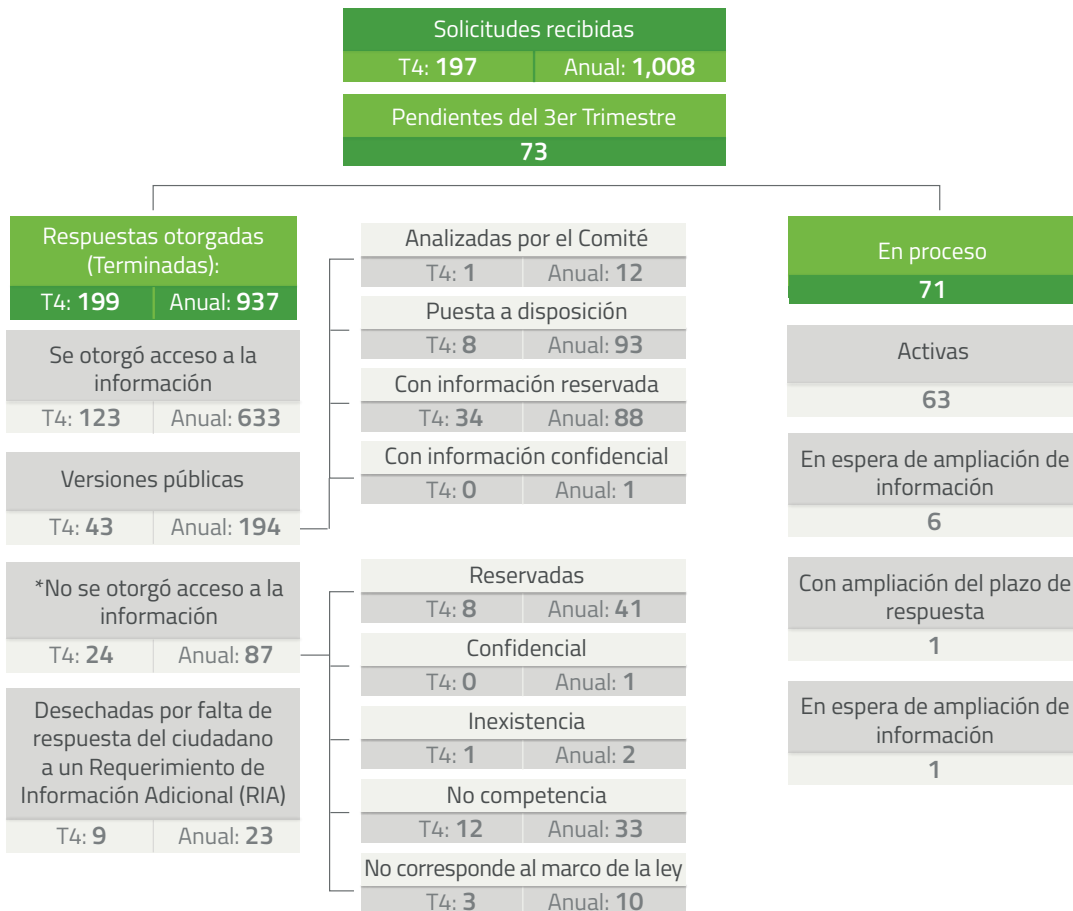 Solicitudes recibidas
T4: 197 Anual: 1,008
Pendientes del 3er Trimestre
73
Respuestas otorgadas
(Terminadas):
T4: 199 Anual: 937
Se otorgó acceso a la
información
T4: 123 Anual: 633
Versiones públicas
T4: 43 Anual: 194
*No se otorgó acceso a la
información
T4: 24 Anual: 87
Desechadas por falta de
respuesta del ciudadano
a un Requerimiento de
Información Adicional (RIA)
T4: 9 Anual: 23
Analizadas por el Comité
T4: 1 Anual: 12
Puesta a disposición
T4: 8 Anual: 93
Con información reservada
T4: 34 Anual: 88
Con información confidencial
T4: 0 Anual: 1
Reservadas
T4: 8 Anual: 41
Confidencial
T4: 0 Anual: 1
Inexistencia
T4: 1 Anual: 2
No competencia
T4: 12 Anual: 33
No corresponde al marco de la ley
T4: 3 Anual: 10
En proceso
71
Activas
63
En espera de ampliación de
información
6
Con ampliación del plazo de
respuesta
1
En espera de ampliación de
información
1